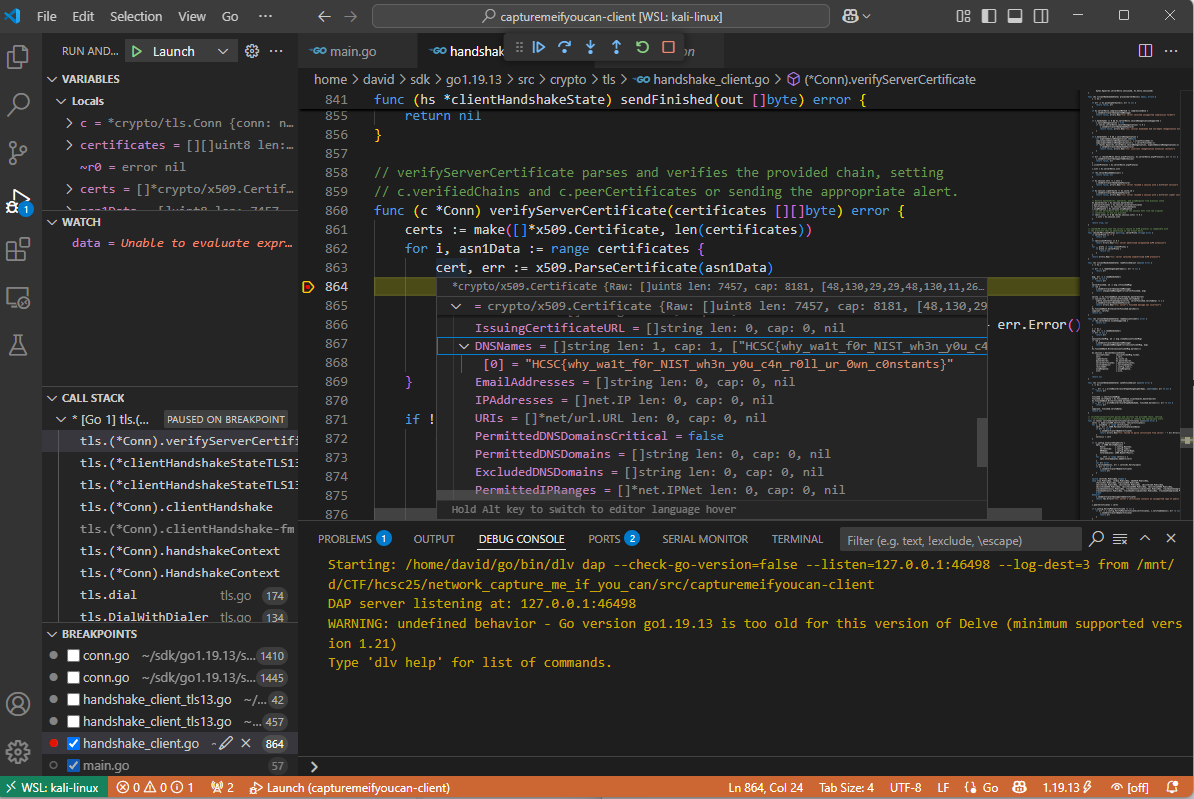 File Edit Selection View Go ··· capturemeifyoucan-client [WSL: kali-linux]
RUN AND... Launch ···
main.go handshak
home > david > sdk > go1.19.13 > src > crypto > tls > handshake_client.go > (*Conn).verifyServerCertificate
VARIABLES
Locals
c = *crypto/tls.Conn {conn: n...
certificates = [][]uint8 len:...
~r0 = error nil
certs = []*crypto/x509.Certif...
asn1Data = []uint8 len: 7457
WATCH
data = Unable to evaluate expr...
CALL STACK
* [Go 1] tls.(... PAUSED ON BREAKPOINT
tls.(*Conn).verifyServerCertifi
tls.(*clientHandshakeStateTLS13
tls.(*clientHandshakeStateTLS13
tls.(*Conn).clientHandshake
tls.(*Conn).clientHandshake-fm
tls.(*Conn).handshakeContext
tls.(*Conn).HandshakeContext
tls.dial tls.go 174
tls.DialWithDialer tls.go 134
BREAKPOINTS
conn.go ~/sdk/go1.19.13/s... 1410
conn.go ~/sdk/go1.19.13/s... 1445
handshake_client_tls13.go ~/... 42
handshake_client_tls13.go ~... 457
handshake_client.go 864
main.go 57
841 func (hs *clientHandshakeState) sendFinished(out []byte) error {
855 return nil
856 }
857
858 // verifyServerCertificate parses and verifies the provided chain, setting
859 // c.verifiedChains and c.peerCertificates or sending the appropriate alert.
860 func (c *Conn) verifyServerCertificate(certificates [][]byte) error {
861 certs := make([]*x509.Certificate, len(certificates))
862 for i, asn1Data := range certificates {
863 cert, err := x509.ParseCertificate(asn1Data)
864
865
866 err.Error()
867
868
869 }
870
871 if !
872
873
874
875
876
*crypto/x509.Certificate {Raw: []uint8 len: 7457, cap: 8181, [48,130,29,29,48,130,11,26...
= crypto/x509.Certificate {Raw: []uint8 len: 7457, cap: 8181, [48,130,29
IssuingCertificateURL = []string len: 0, cap: 0, nil
DNSNames = []string len: 1, cap: 1, ["HCSC{why_wa1t_f0r_NIST_wh3n_y0u_c4
[0] = "HCSC{why_wa1t_f0r_NIST_wh3n_y0u_c4n_r0ll_ur_0wn_c0nstants}"
EmailAddresses = []string len: 0, cap: 0, nil
IPAddresses = []net.IP len: 0, cap: 0, nil
URIs = []*net/url.URL len: 0, cap: 0, nil
PermittedDNSDomainsCritical = false
PermittedDNSDomains = []string len: 0, cap: 0, nil
ExcludedDNSDomains = []string len: 0, cap: 0, nil
PermittedIPRanges = []*net.IPNet len: 0, cap: 0, nil
Hold Alt key to switch to editor language hover
PROBLEMS 1 OUTPUT DEBUG CONSOLE PORTS 2 SERIAL MONITOR TERMINAL Filter (e.g. text, !exclude, \escape)
Starting: /home/david/go/bin/dlv dap --check-go-version=false --listen=127.0.0.1:46498 --log-dest=3 from /mnt/
d/CTF/hcsc25/network_capture_me_if_you_can/src/capturemeifyoucan-client
DAP server listening at: 127.0.0.1:46498
WARNING: undefined behavior - Go version go1.19.13 is too old for this version of Delve (minimum supported vers
ion 1.21)
Type 'dlv help' for list of commands.
WSL: kali-linux 0 0 1 2 Launch (capturemeifyoucan-client) Ln 864, Col 24 Tab Size: 4 UTF-8 LF Go 1.19.13 [off]